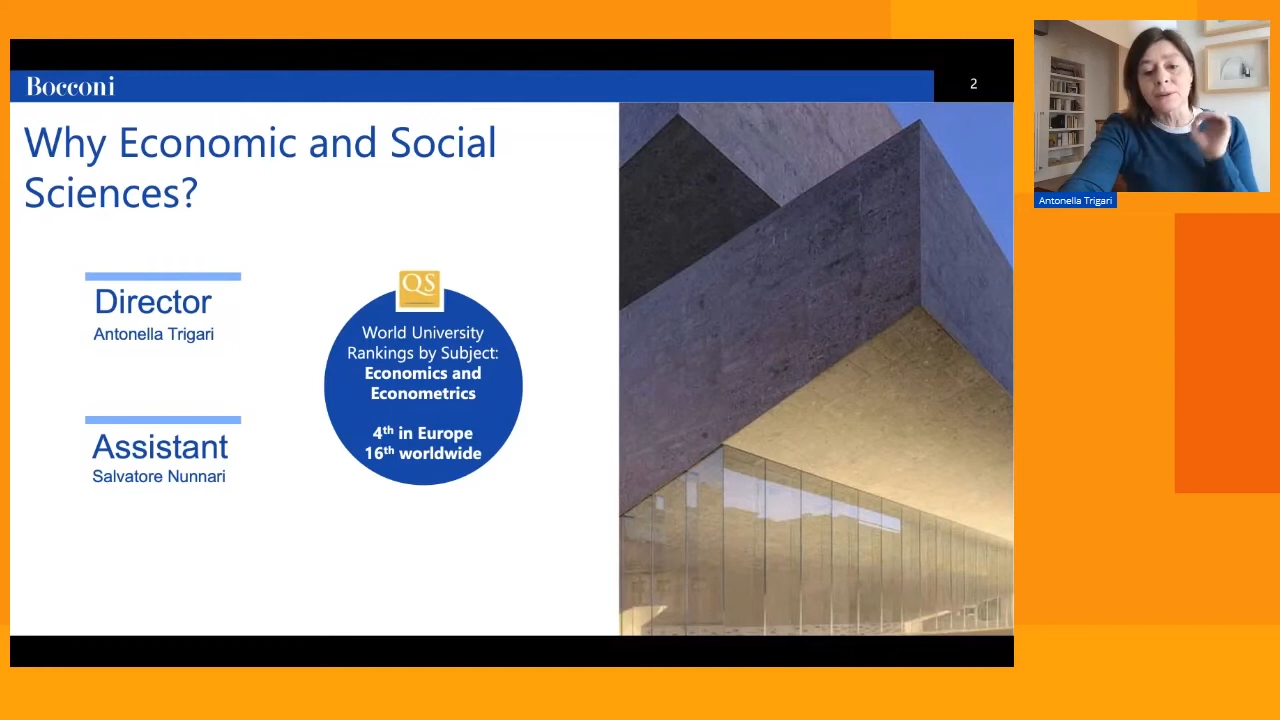 Bocconi
2
Why Economic and Social
Sciences?
Director
Antonella Trigari
Assistant
Salvatore Nunnari
QS
World University
Rankings by Subject:
Economics and
Econometrics
4th in Europe
16th worldwide
Antonella Trigari